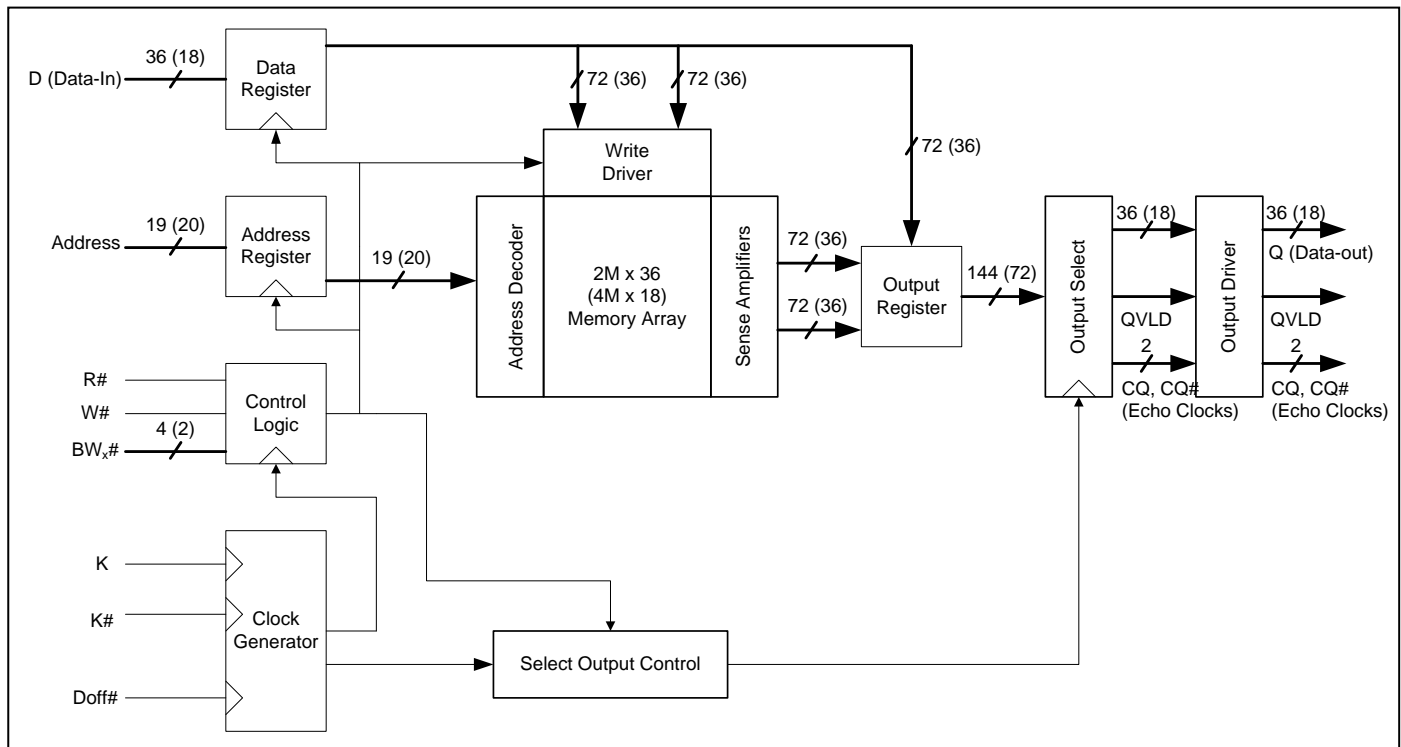 36 (18)
D (Data-In)
Data
Register
72 (36)
72 (36)
72 (36)
Write
Driver
19 (20)
Address
Address
Register
19 (20)
Address Decoder
2M x 36
(4M x 18)
Memory Array
Sense Amplifiers
72 (36)
72 (36)
Output
Register
144 (72)
Output Select
36 (18)
QVLD
2
CQ, CQ#
(Echo Clocks)
Output Driver
36 (18)
Q (Data-out)
QVLD
2
CQ, CQ#
(Echo Clocks)
R#
W#
4 (2)
BWx#
Control
Logic
K
K#
Doff#
Clock
Generator
Select Output Control